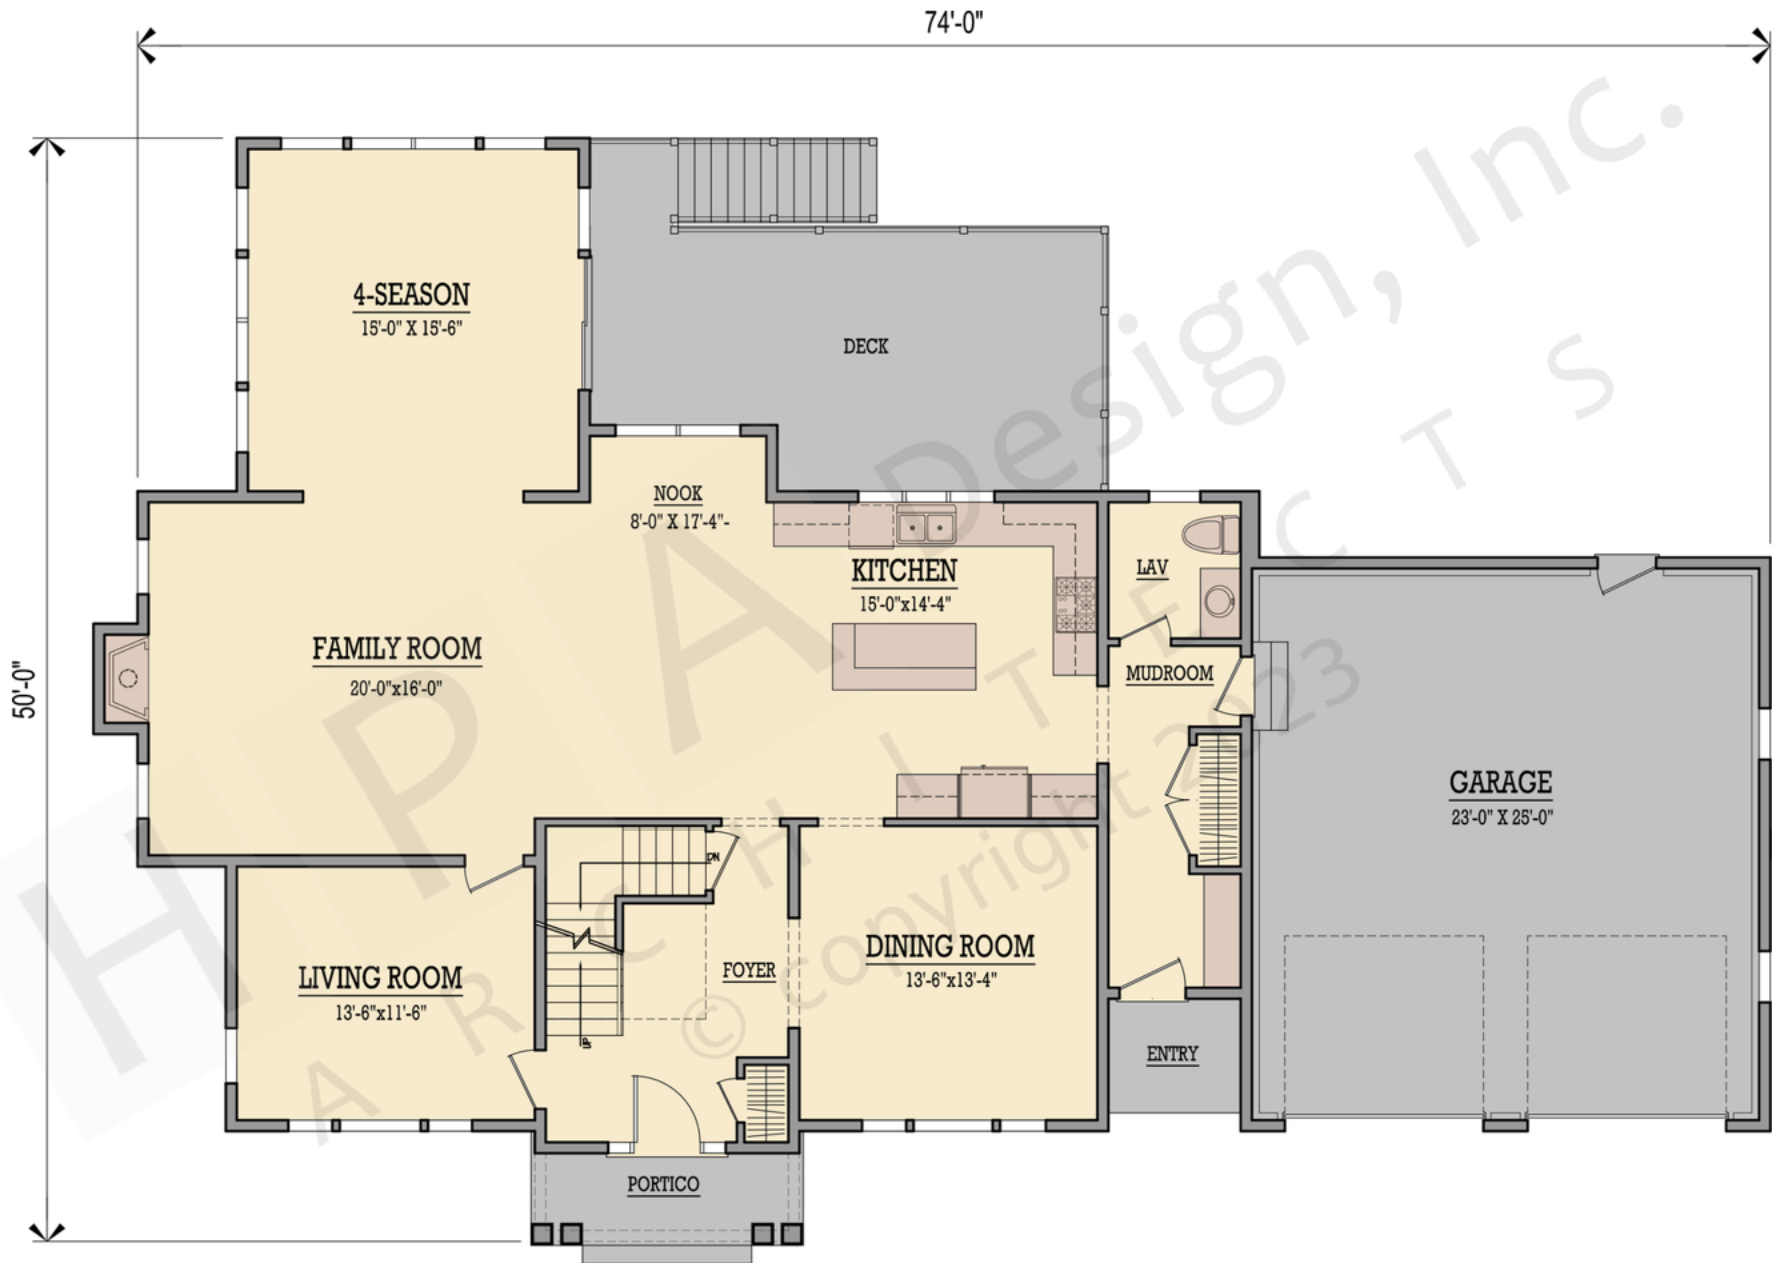 74'-0"
50'-0"
4-SEASON
15'-0" X 15'-6"
DECK
NOOK
8'-0" X 17'-4"-
KITCHEN
15'-0"x14'-4"
LAV
MUDROOM
FAMILY ROOM
20'-0"x16'-0"
GARAGE
23'-0" X 25'-0"
DN
LIVING ROOM
13'-6"x11'-6"
FOYER
DINING ROOM
13'-6"x13'-4"
UP
ENTRY
PORTICO
HPA Design, Inc.
ARCHITECTS
© copyright 2023